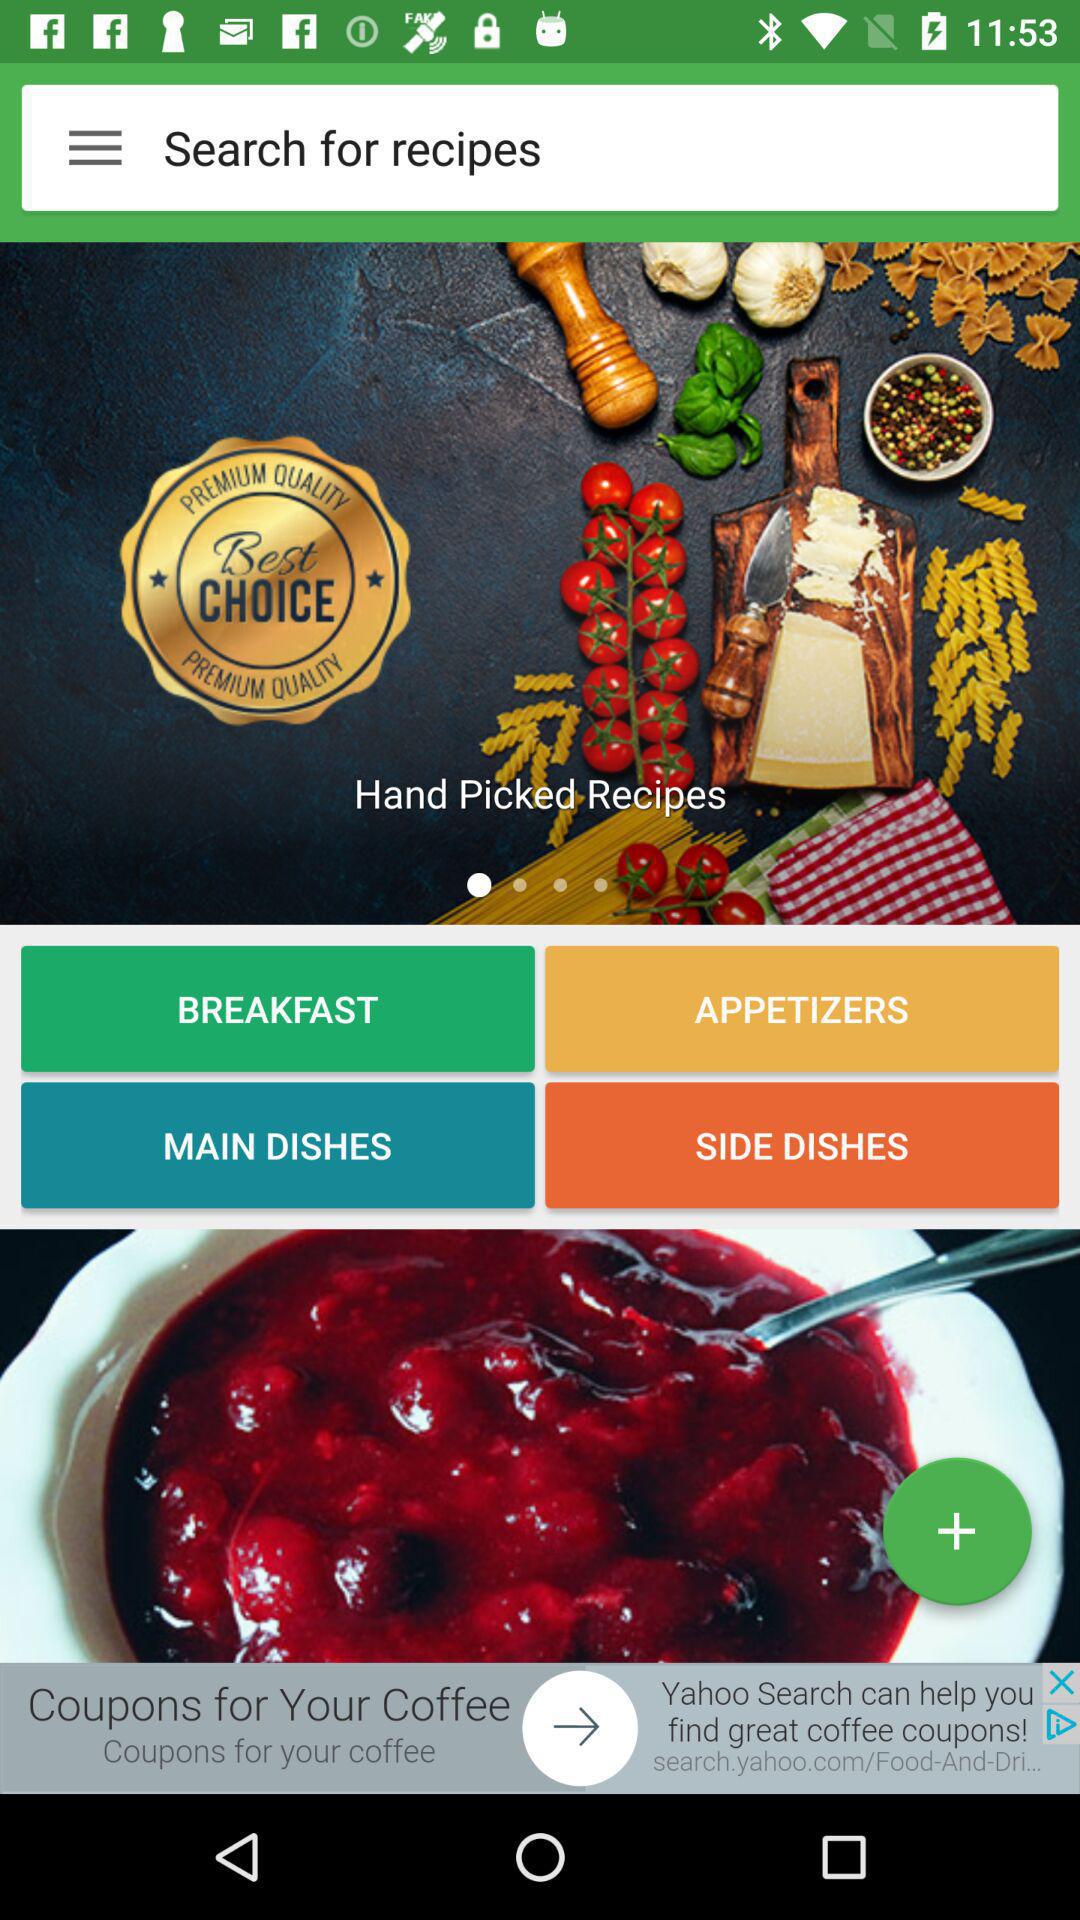 FAKE
11:53
Search for recipes
PREMIUM QUALITY
Best
CHOICE
PREMIUM QUALITY
Hand Picked Recipes
BREAKFAST
APPETIZERS
MAIN DISHES
SIDE DISHES
Coupons for Your Coffee
Coupons for your coffee
Yahoo Search can help you
find great coffee coupons!
search.yahoo.com/Food-And-Dri...